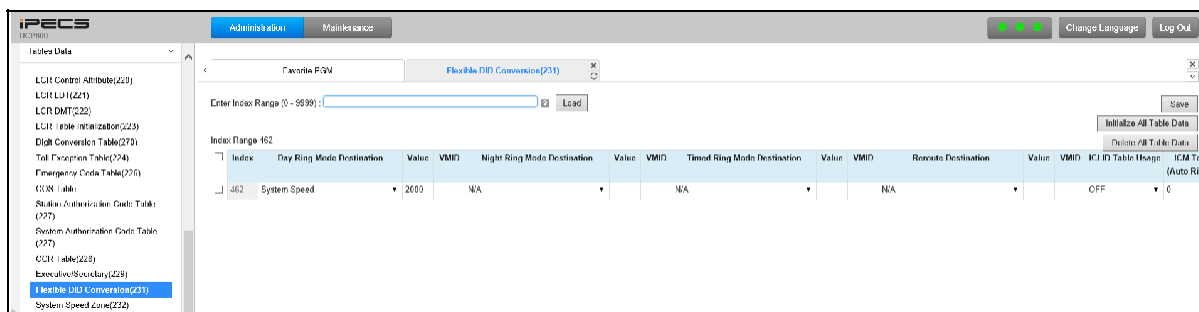 iPECS
UCP600
Administration Maintenance
Change Language Log Out
Tables Data
Favorite PGM
Flexible DID Conversion(231)
LCR Control Attribute(220)
LCR LDT(221)
LCR DMT(222)
LCR Table Initialization(223)
Digit Conversion Table(270)
Toll Exception Table(224)
Emergency Code Table(226)
COS Table
Station Authorization Code Table
(227)
System Authorization Code Table
(227)
CCR Table(228)
Executive/Secretary(229)
Flexible DID Conversion(231)
System Speed Zone(232)
Enter Index Range (0 - 9999) :
Load
Save
Initialize All Table Data
Delete All Table Data
Index Range 462
Index Day Ring Mode Destination Value VMID Night Ring Mode Destination Value VMID Timed Ring Mode Destination Value VMID Reroute Destination Value VMID ICLID Table Usage ICM To
(Auto Ri
462 System Speed 2000 N/A N/A N/A OFF 0